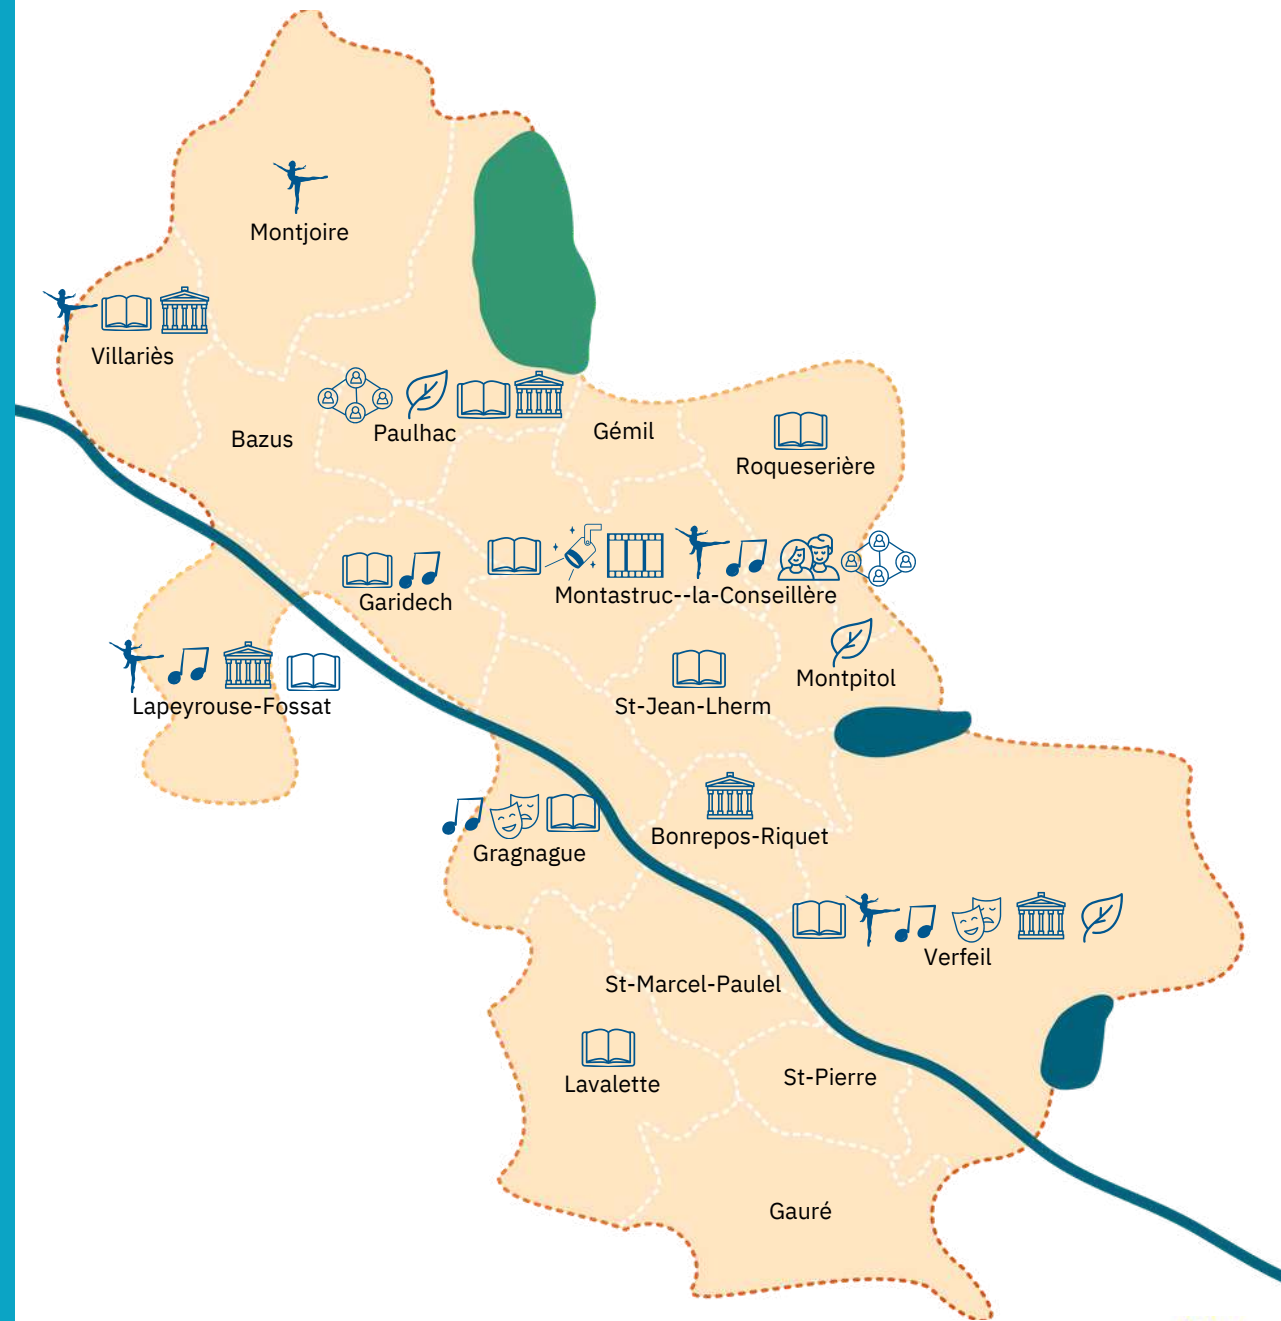 Montjoire
Villariès
Bazus
Paulhac
Gémil
Roqueserière
Garidech
Montastruc--la-Conseillère
Montpitol
Lapeyrouse-Fossat
St-Jean-Lherm
Bonrepos-Riquet
Gragnague
Verfeil
St-Marcel-Paulel
Lavalette
St-Pierre
Gauré